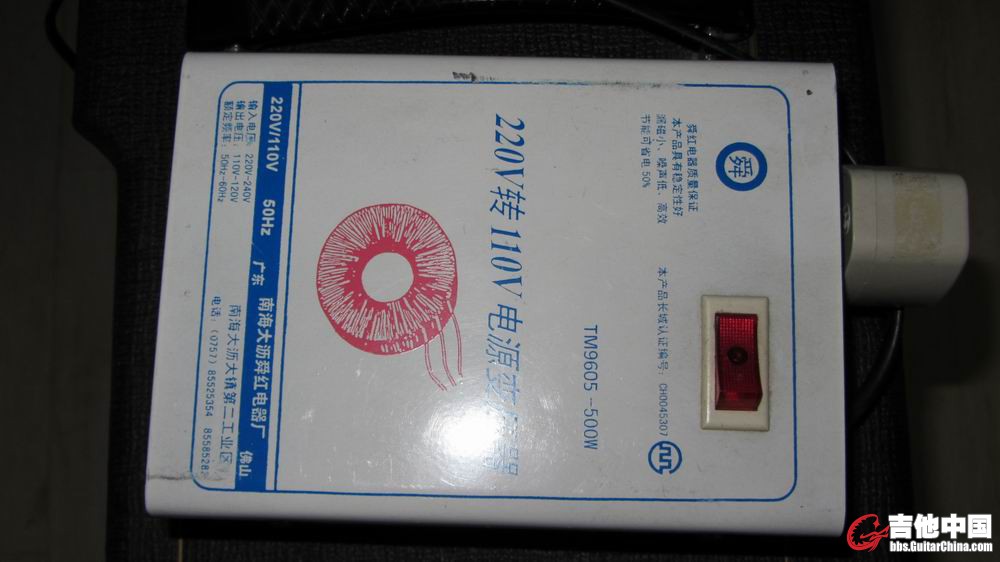 舜
舜红电器质量保证
本产品具有稳定性好
漏磁小、噪声低、高效
节能可省电50%
本产品长城认证编号: CH0045307
TM9605-500W
220V转110V电源变压器
220V/110V 50Hz 广东 南海大沥舜红电器厂 佛山
输入电压: 220V-240V
输出电压: 110V-120V
额定频率: 50Hz-60Hz
南海大沥大镇第二工业区
电话: (0757) 85525354
吉他中国
bbs.GuitarChina.com